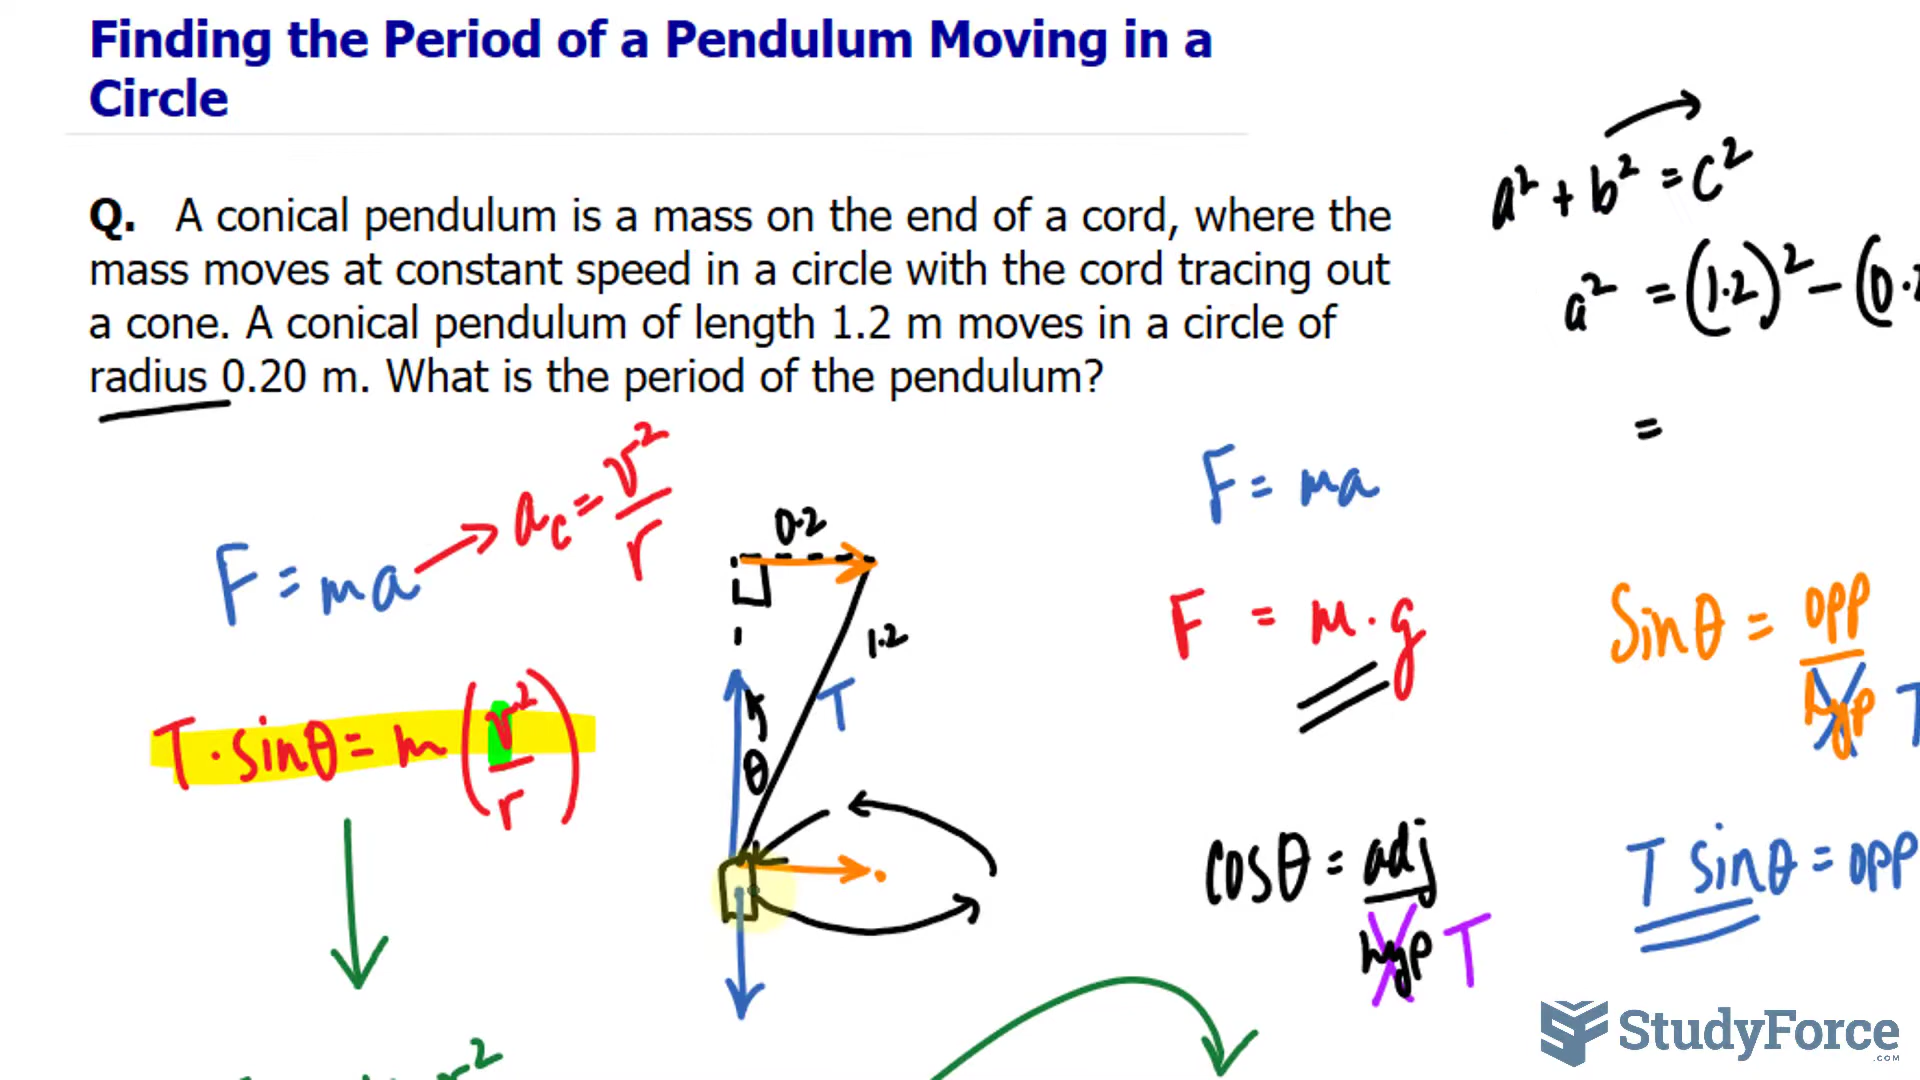 Finding the Period of a Pendulum Moving in a
Circle
Q. A conical pendulum is a mass on the end of a cord, where the
mass moves at constant speed in a circle with the cord tracing out
a cone. A conical pendulum of length 1.2 m moves in a circle of
radius 0.20 m. What is the period of the pendulum?
a² + b² = c²
a² = (1.2)² - (0.
=
F = ma
a_c = v²/r
T · sinθ = m (v²/r)
0.2
1.2
T
θ
F = ma
F = m · g
cosθ = adj/hyp T
Sinθ = opp/hyp T
T sinθ = opp
StudyForce
.COM